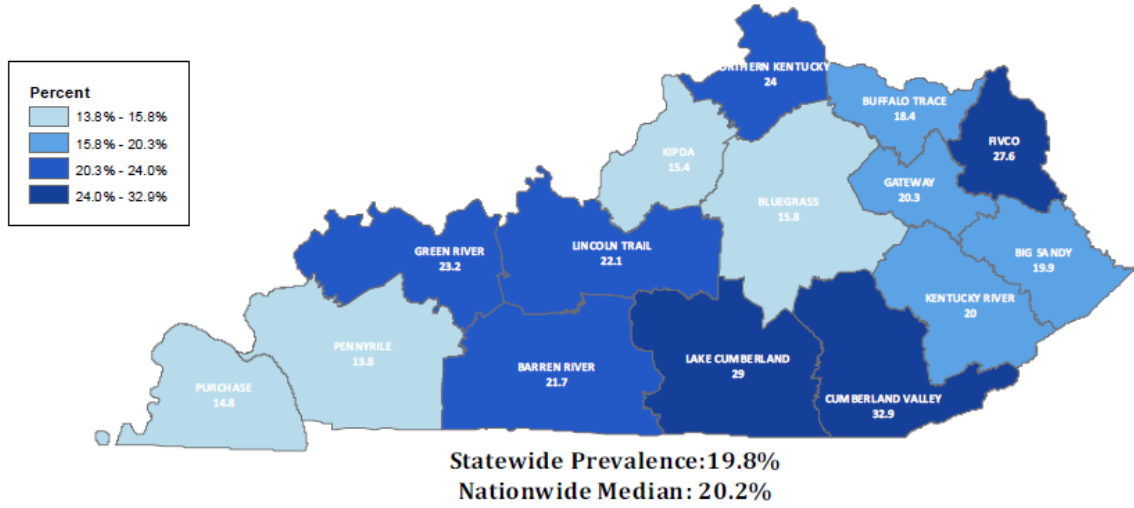 Percent
13.8% - 15.8%
15.8% - 20.3%
20.3% - 24.0%
24.0% - 32.9%
ORTHERN KENTUCKY
24
BUFFALO TRACE
18.4
FIVCO
27.6
KIPDA
15.4
GATEWAY
20.3
BLUEGRASS
15.8
LINCOLN TRAIL
22.1
GREEN RIVER
23.2
BIG SANDY
19.9
KENTUCKY RIVER
20
PENNYRILE
13.8
LAKE CUMBERLAND
29
BARREN RIVER
21.7
PURCHASE
14.8
CUMBERLAND VALLEY
32.9
Statewide Prevalence:19.8%
Nationwide Median: 20.2%